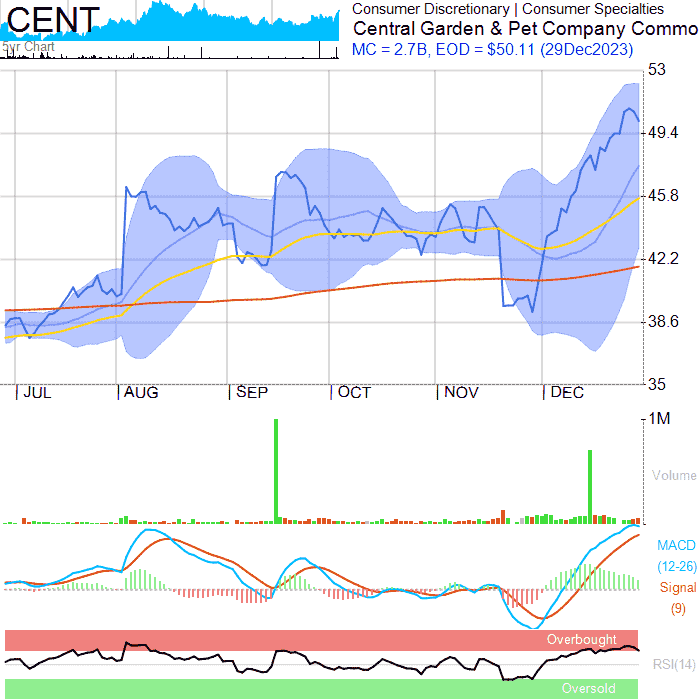 CENT
5yr Chart
Consumer Discretionary | Consumer Specialties
Central Garden & Pet Company Commo
MC = 2.7B, EOD = $50.11 (29Dec2023)
53
49.4
45.8
42.2
38.6
35
JUL AUG SEP OCT NOV DEC
1M
Volume
MACD
(12-26)
Signal
(9)
Overbought
RSI(14)
Oversold